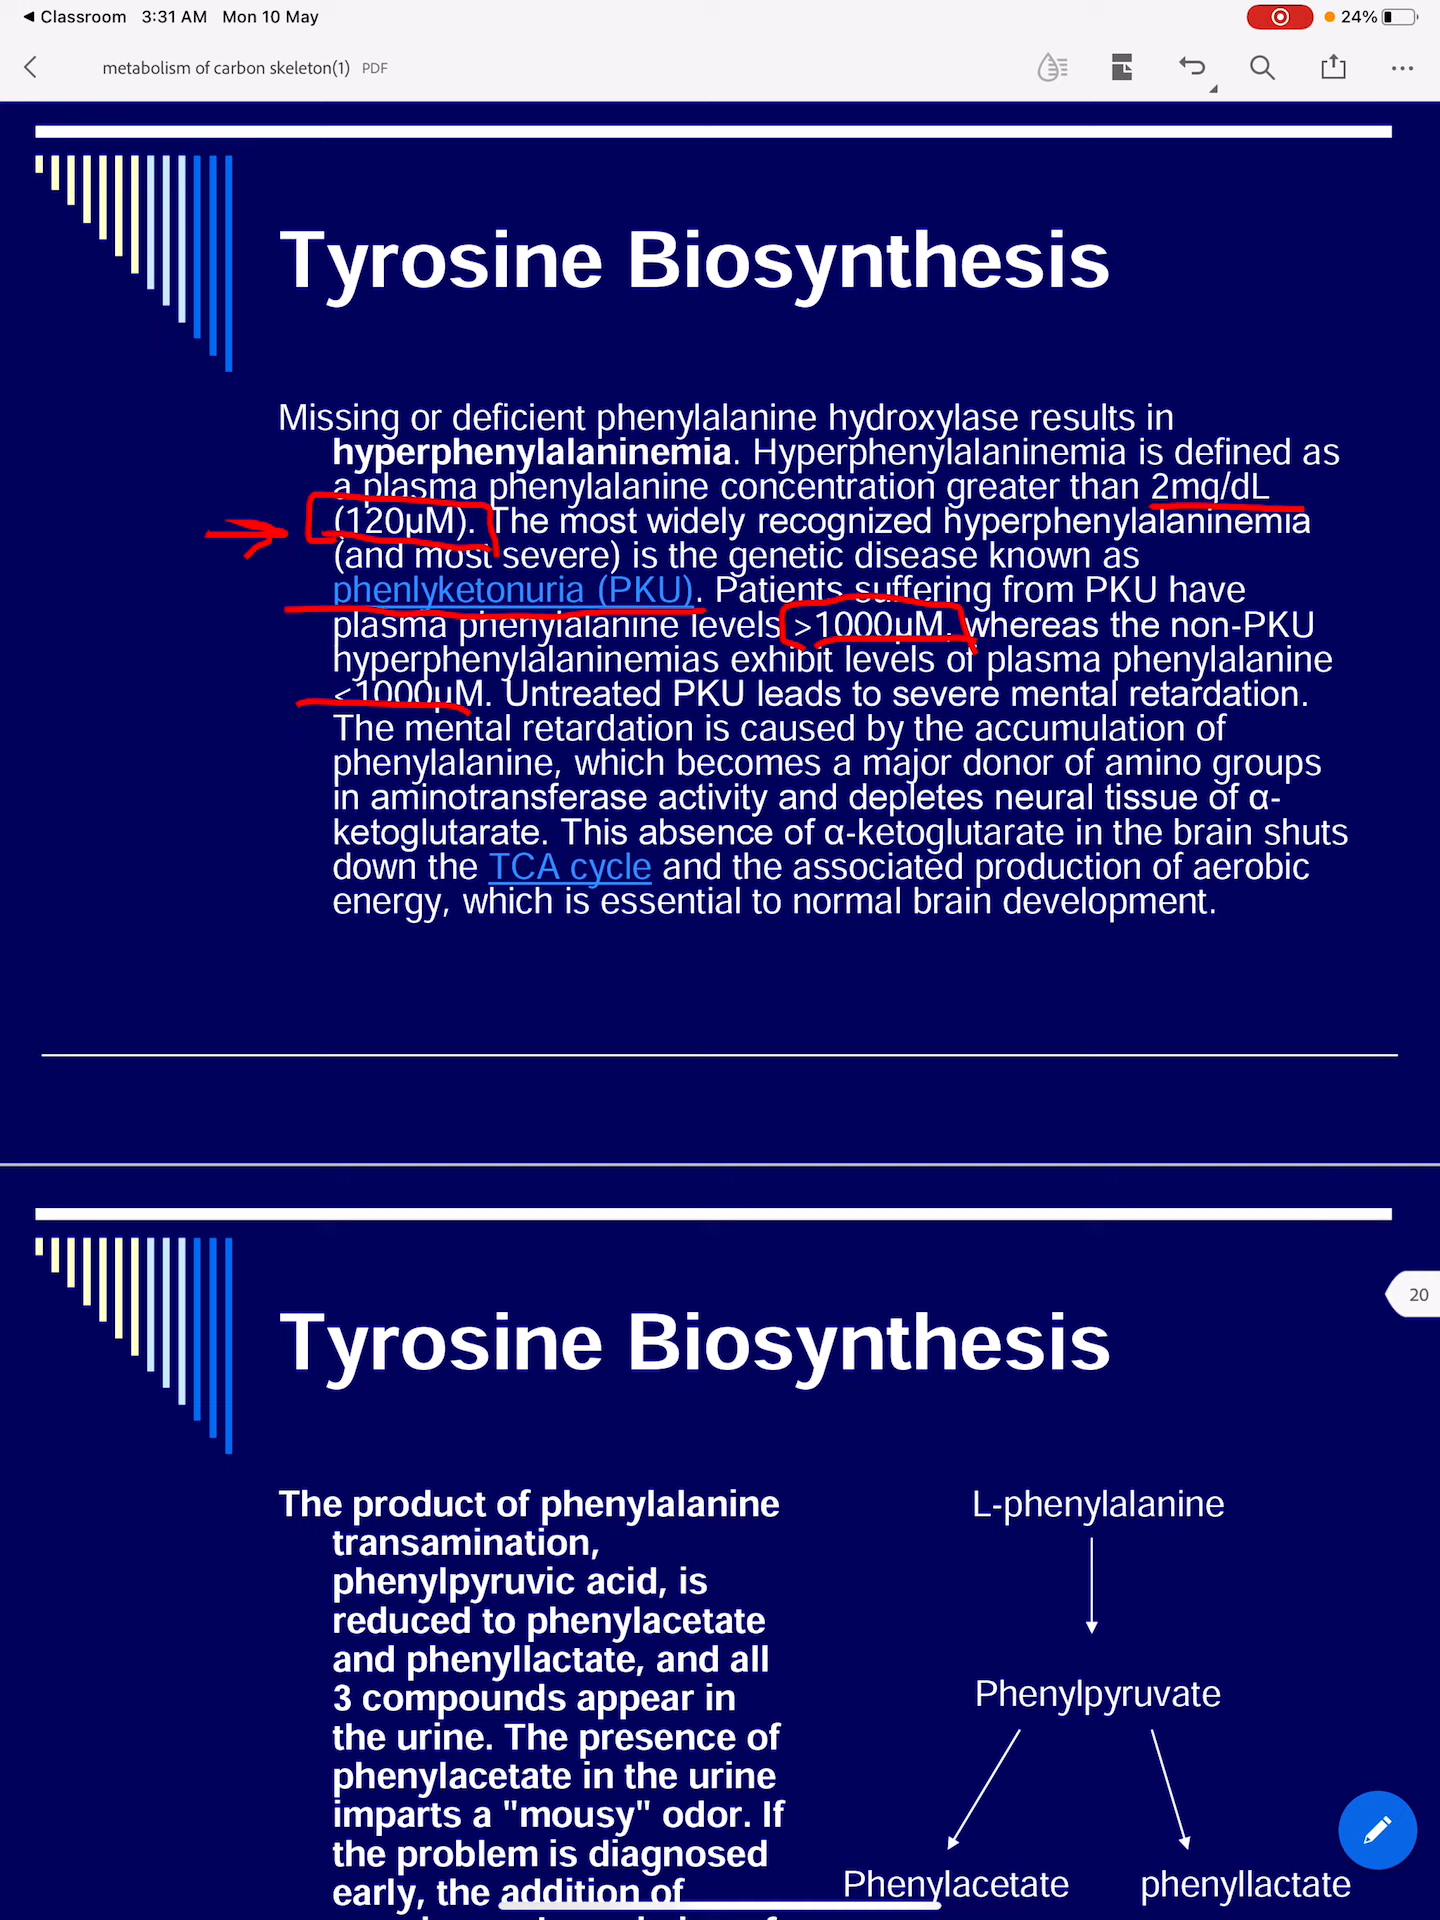 Classroom 3:31 AM Mon 10 May 24%
metabolism of carbon skeleton(1) PDF
Tyrosine Biosynthesis
Missing or deficient phenylalanine hydroxylase results in
hyperphenylalaninemia. Hyperphenylalaninemia is defined as
a plasma phenylalanine concentration greater than 2mg/dL
(120μM). The most widely recognized hyperphenylalaninemia
(and most severe) is the genetic disease known as
phenlyketonuria (PKU). Patients suffering from PKU have
plasma phenylalanine levels >1000μM, whereas the non-PKU
hyperphenylalaninemias exhibit levels of plasma phenylalanine
<1000μM. Untreated PKU leads to severe mental retardation.
The mental retardation is caused by the accumulation of
phenylalanine, which becomes a major donor of amino groups
in aminotransferase activity and depletes neural tissue of α-
ketoglutarate. This absence of α-ketoglutarate in the brain shuts
down the TCA cycle and the associated production of aerobic
energy, which is essential to normal brain development.
20
Tyrosine Biosynthesis
The product of phenylalanine
transamination,
phenylpyruvic acid, is
reduced to phenylacetate
and phenyllactate, and all
3 compounds appear in
the urine. The presence of
phenylacetate in the urine
imparts a "mousy" odor. If
the problem is diagnosed
early, the addition of
L-phenylalanine
Phenylpyruvate
Phenylacetate phenyllactate